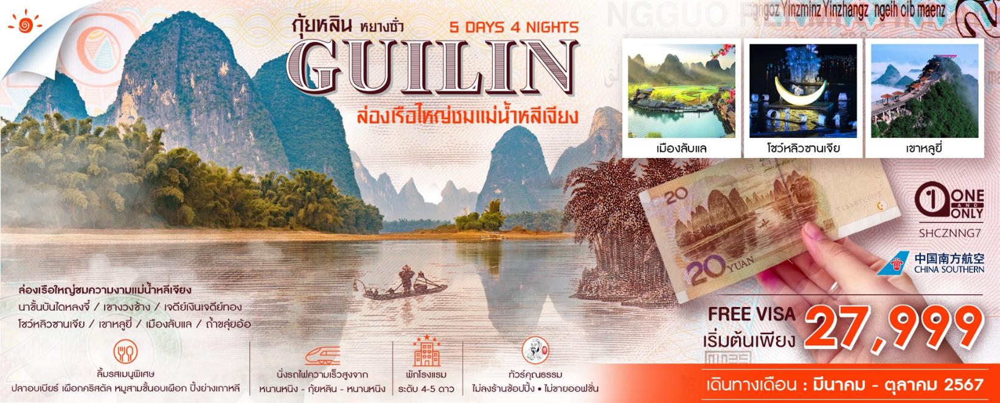 กุ้ยหลิน หยางซั่ว
5 DAYS 4 NIGHTS
GUILIN
ล่องเรือใหญ่ชมแม่น้ำหลีเจียง
Yinzminz Yinzhangz ngeih cib maenz
เมืองลับแล
โชว์หลิวซานเจีย
เขาหลูยี่
20
20 YUAN
1 ONE
AND
ONLY
SHCZNNG7
中国南方航空
CHINA SOUTHERN
ล่องเรือใหญ่ชมความงามแม่น้ำหลีเจียง
นาขั้นบันไดหลงจี๋ / เขางวงช้าง / เจดีย์เงินเจดีย์ทอง
โชว์หลิวซานเจีย / เขาหลูยี่ / เมืองลับแล / ถ้ำขลุ่ยอ้อ
FREE VISA
เริ่มต้นเพียง
27,999
ลิ้มรสเมนูพิเศษ
ปลาอบเบียร์ เผือกคริสตัล หมูสามชั้นอบเผือก ปิ้งย่างเกาหลี
นั่งรถไฟความเร็วสูงจาก
หนานหนิง - กุ้ยหลิน - หนานหนิง
พักโรงแรม
ระดับ 4-5 ดาว
ทัวร์คุณธรรม
ไม่ลงร้านช้อปปิ้ง • ไม่ขายออฟชั่น
เดินทางเดือน : มีนาคม - ตุลาคม 2567